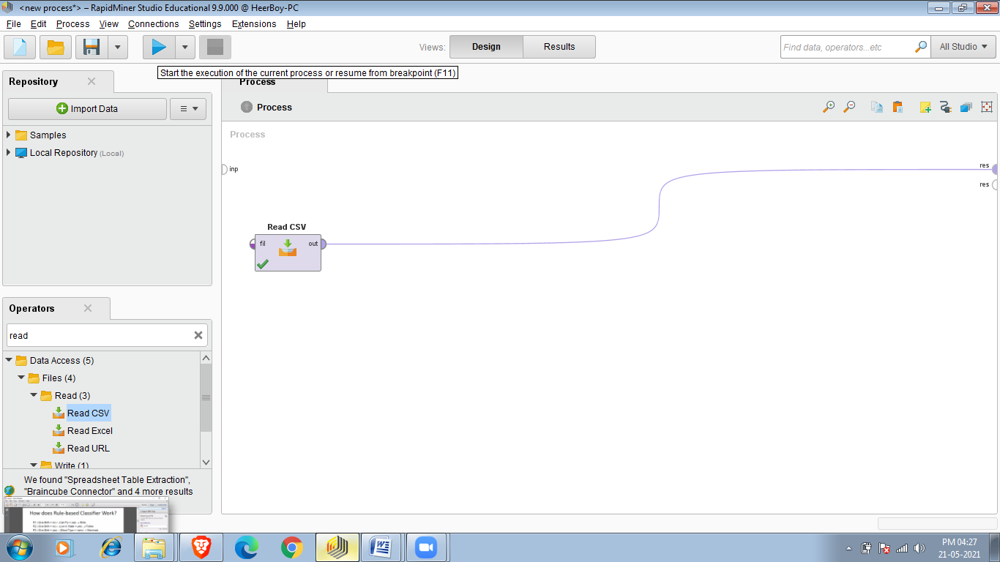 <new process*> – RapidMiner Studio Educational 9.9.000 @ HeerBoy-PC
File Edit Process View Connections Settings Extensions Help
Views: Design Results
Find data, operators...etc
All Studio
Start the execution of the current process or resume from breakpoint (F11)
Repository
Process
Import Data
Process
Samples
Local Repository (Local)
Process
inp
res
res
Read CSV
fil out
Operators
read
Data Access (5)
Files (4)
Read (3)
Read CSV
Read Excel
Read URL
Write (1)
We found "Spreadsheet Table Extraction",
"Braincube Connector" and 4 more results
How does Rule-based Classifier Work?
PM 04:27
21-05-2021